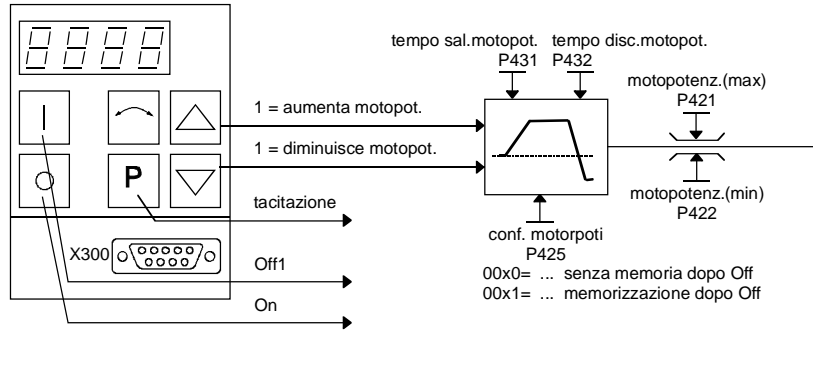 8888
tempo sal.motopot. tempo disc.motopot.
P431 P432
motopotenz.(max)
P421
I
1 = aumenta motopot.
1 = diminuisce motopot.
P
motopotenz.(min)
P422
tacitazione
conf. motorpoti
P425
X300
Off1
00x0= ... senza memoria dopo Off
00x1= ... memorizzazione dopo Off
On